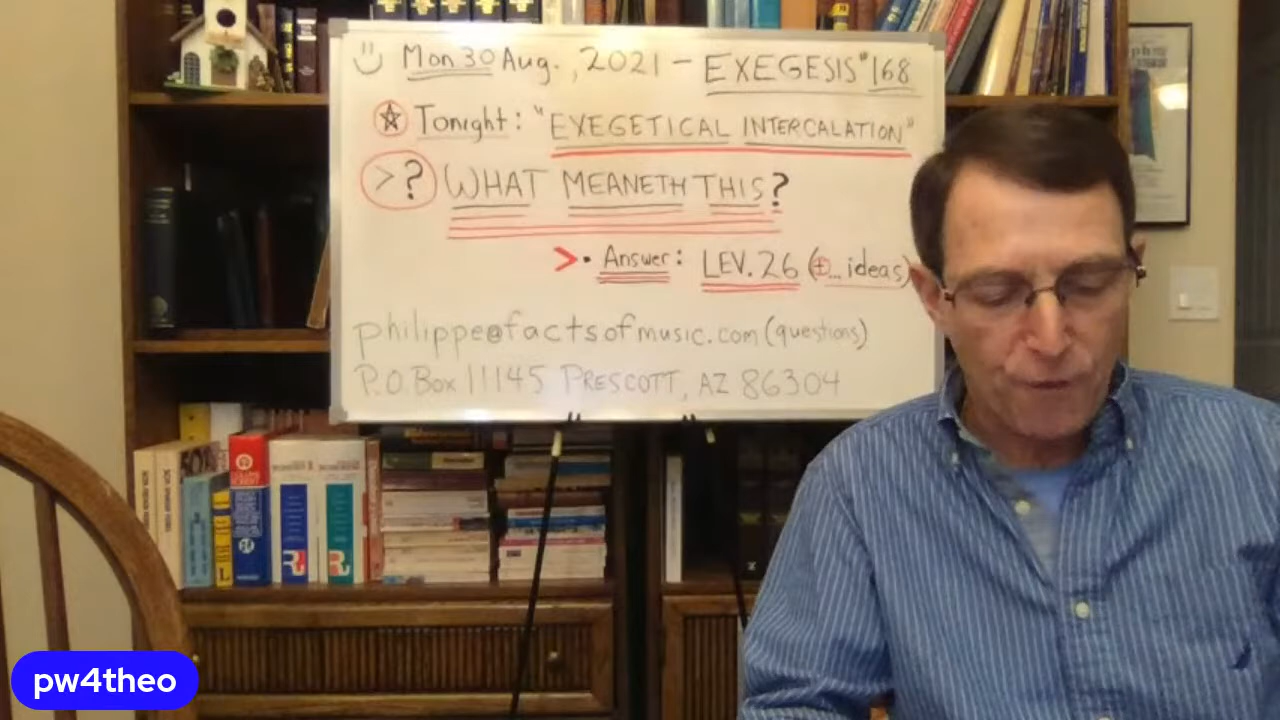 Mon 30 Aug., 2021 - EXEGESIS #168
Tonight: "EXEGETICAL INTERCALATION"
>? WHAT MEANETH THIS?
> • Answer: LEV. 26 (±... ideas)
philippe@factsofmusic.com (questions)
P.O. Box 11145 PRESCOTT, AZ 86304
pw4theo